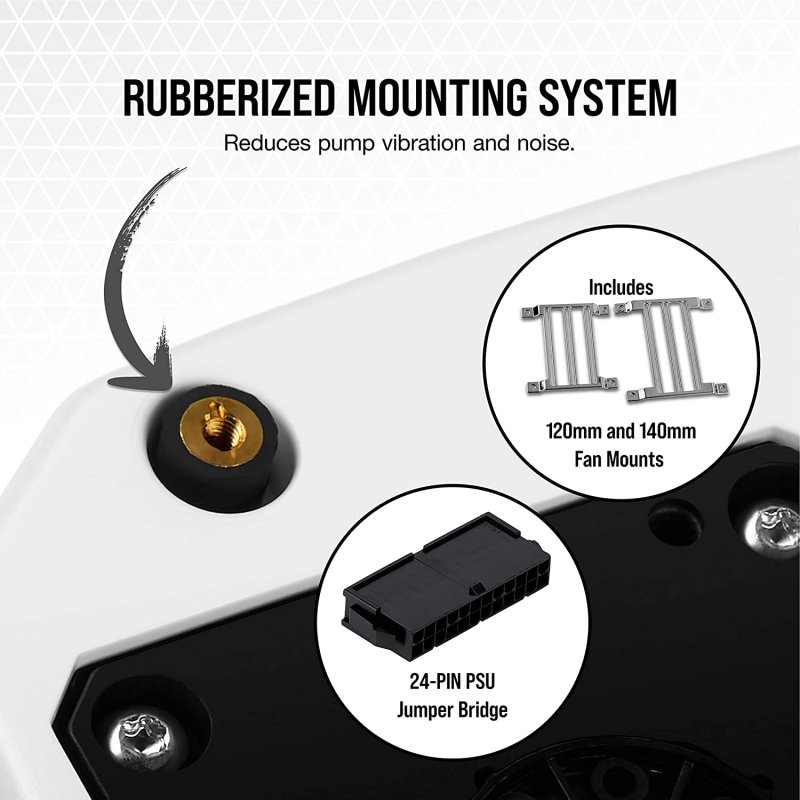 RUBBERIZED MOUNTING SYSTEM
Reduces pump vibration and noise.
Includes
120mm and 140mm
Fan Mounts
24-PIN PSU
Jumper Bridge